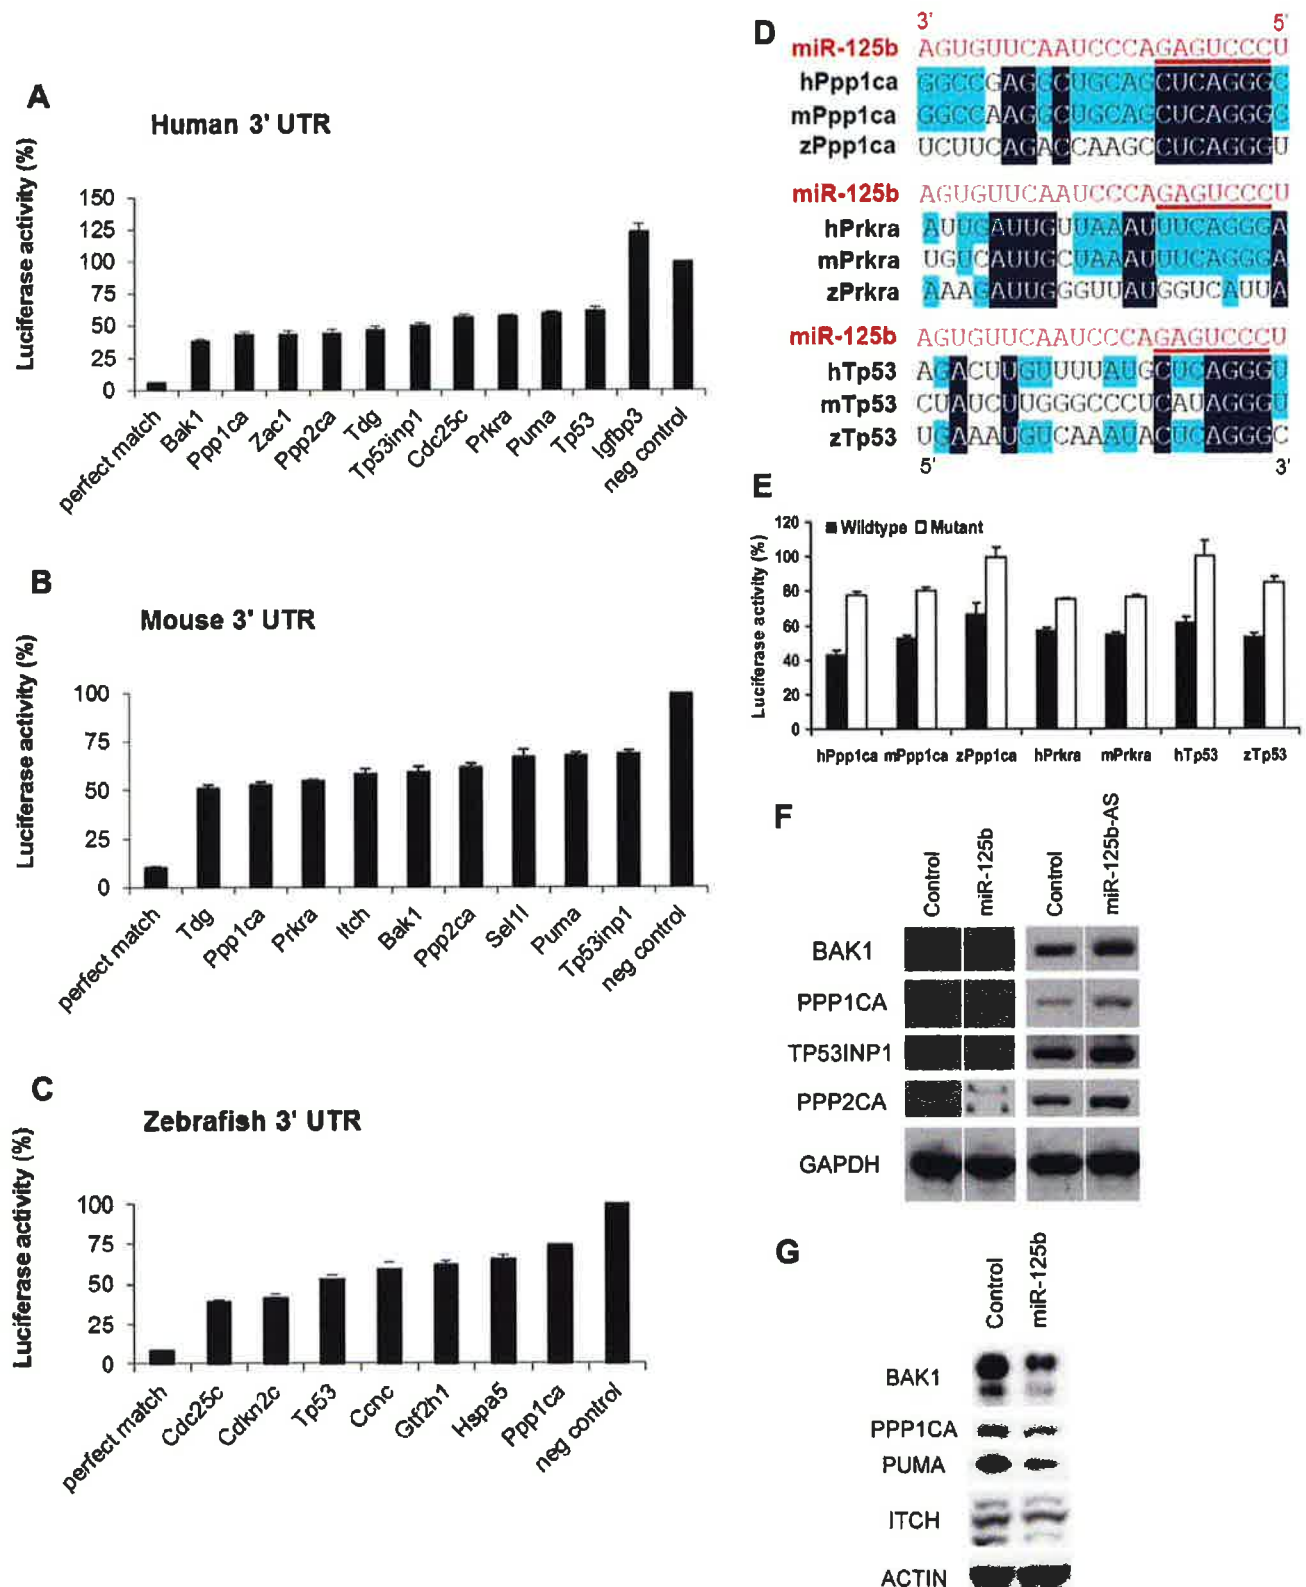 A
Human 3' UTR
Luciferase activity (%)
150
125
100
75
50
25
0
perfect match
Bak1
Ppp1ca
Zac1
Ppp2ca
Tdg
Tp53inp1
Cdc25c
Prkra
Puma
Tp53
Igfbp3
neg control
B
Mouse 3' UTR
Luciferase activity (%)
100
75
50
25
0
perfect match
Tdg
Ppp1ca
Prkra
Itch
Bak1
Ppp2ca
Sel1l
Puma
Tp53inp1
neg control
C
Zebrafish 3' UTR
Luciferase activity (%)
100
75
50
25
0
perfect match
Cdc25c
Cdkn2c
Tp53
Ccnc
Gtf2h1
Hspa5
Ppp1ca
neg control
D
3' 5'
miR-125b AGUGUUCAAUCCCAGAGUCCCU
hPpp1ca GGCCGAGGCUGCAGCUCAGGGC
mPpp1ca GGCCAAGGCUGCAGCUCAGGGC
zPpp1ca UCUUCAGACCAAGCCUCAGGGU
miR-125b AGUGUUCAAUCCCAGAGUCCCU
hPrkra AUUGAUUGUUAAAUUUCAGGGA
mPrkra UGUCAUUGCUAAAUUUCAGGGA
zPrkra AAAGAUUGGGUUAUGGUCAUUA
miR-125b AGUGUUCAAUCCCAGAGUCCCU
hTp53 AGACUUGUUUUAUGCUCAGGGU
mTp53 CUAUCUUGGGCCCUCAUAGGGU
zTp53 UGAAAUGUCAAAUACUCAGGGC
5' 3'
E
Luciferase activity (%)
120
100
80
60
40
20
0
Wildtype Mutant
hPpp1ca mPpp1ca zPpp1ca hPrkra mPrkra hTp53 zTp53
F
Control
miR-125b
Control
miR-125b-AS
BAK1
PPP1CA
TP53INP1
PPP2CA
GAPDH
G
Control
miR-125b
BAK1
PPP1CA
PUMA
ITCH
ACTIN